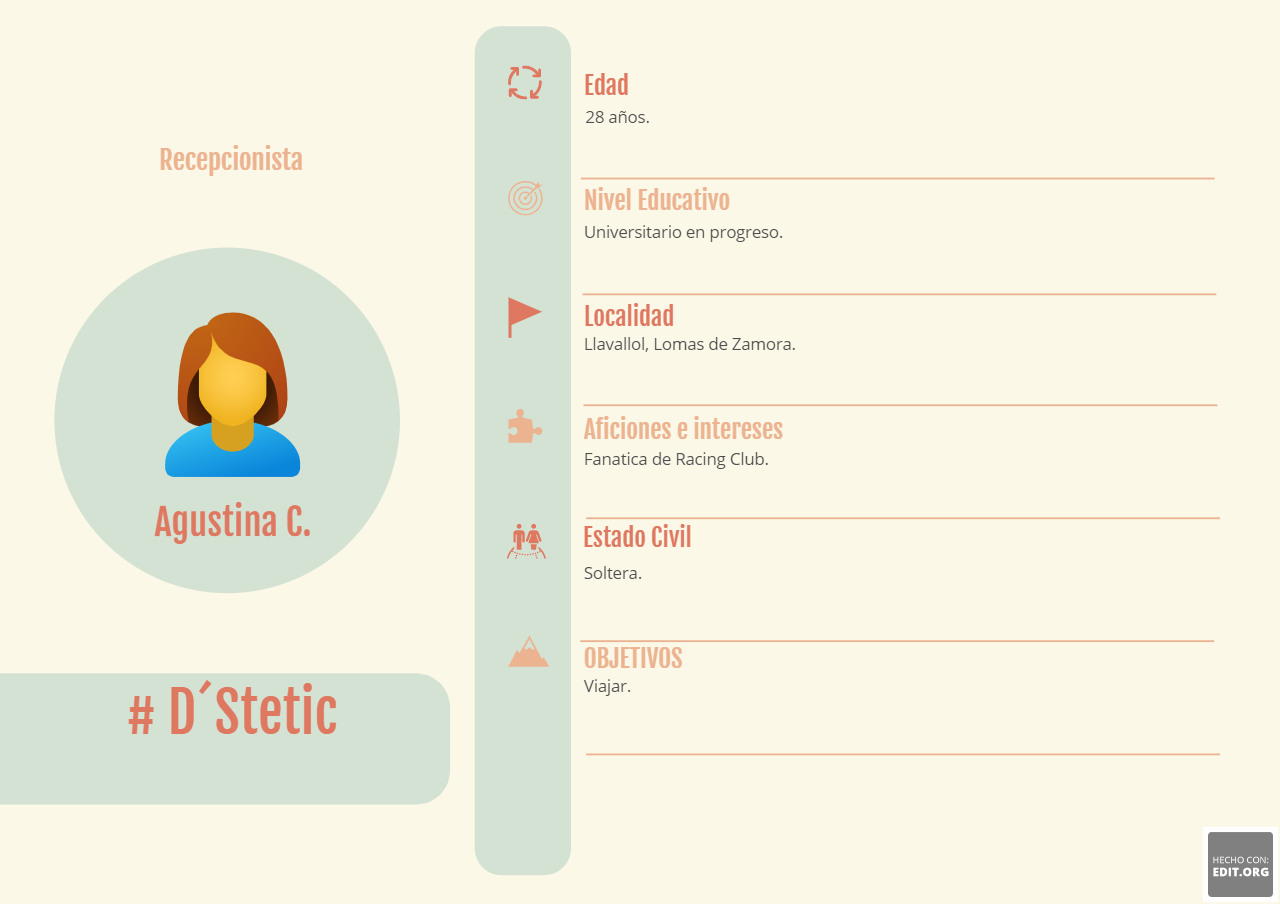 Recepcionista
Agustina C.
# D´Stetic
Edad
28 años.
Nivel Educativo
Universitario en progreso.
Localidad
Llavallol, Lomas de Zamora.
Aficiones e intereses
Fanatica de Racing Club.
Estado Civil
Soltera.
OBJETIVOS
Viajar.
HECHO CON:
EDIT.ORG